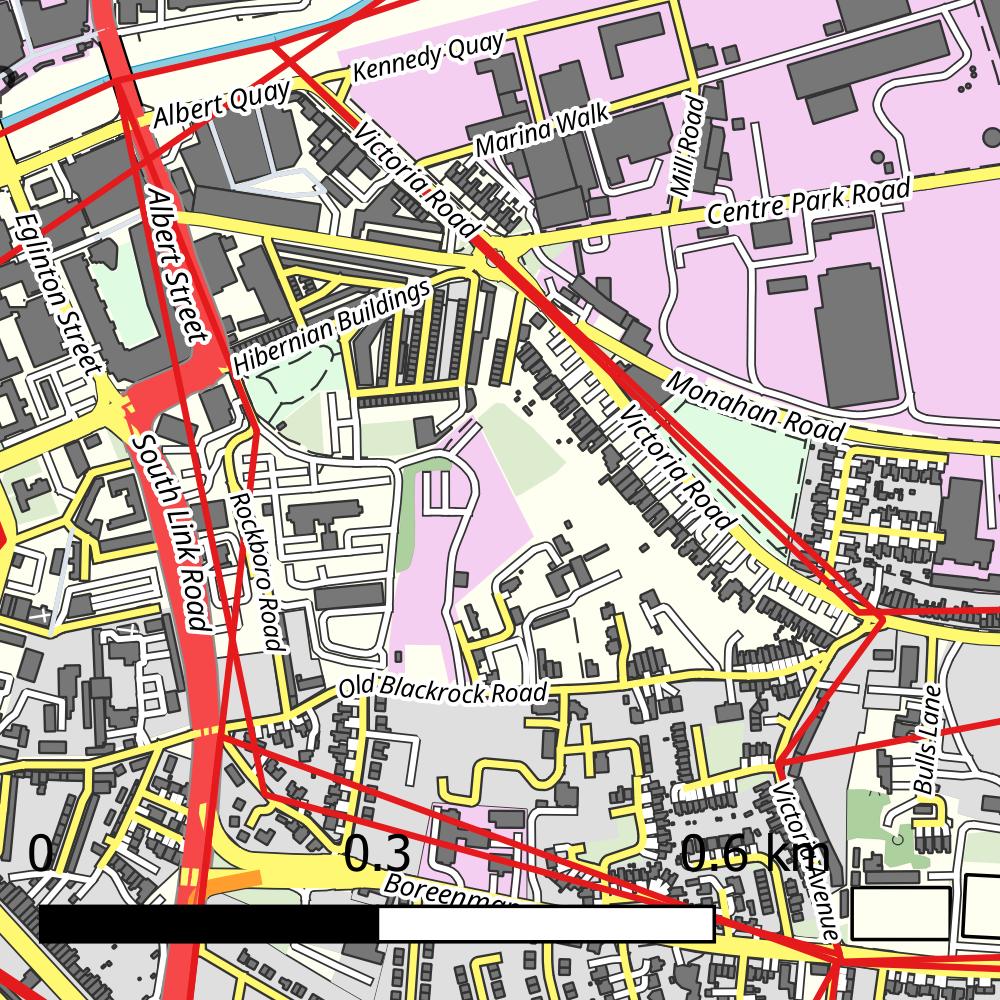 Kennedy Quay
Albert Quay
Marina Walk
Victoria Road
Mill Road
Centre Park Road
Albert Street
Eglinton Street
Hibernian Buildings
Monahan Road
Victoria Road
South Link Road
Rockboro Road
Old Blackrock Road
Bulls Lane
Victoria Avenue
0 0.3 0.6 km